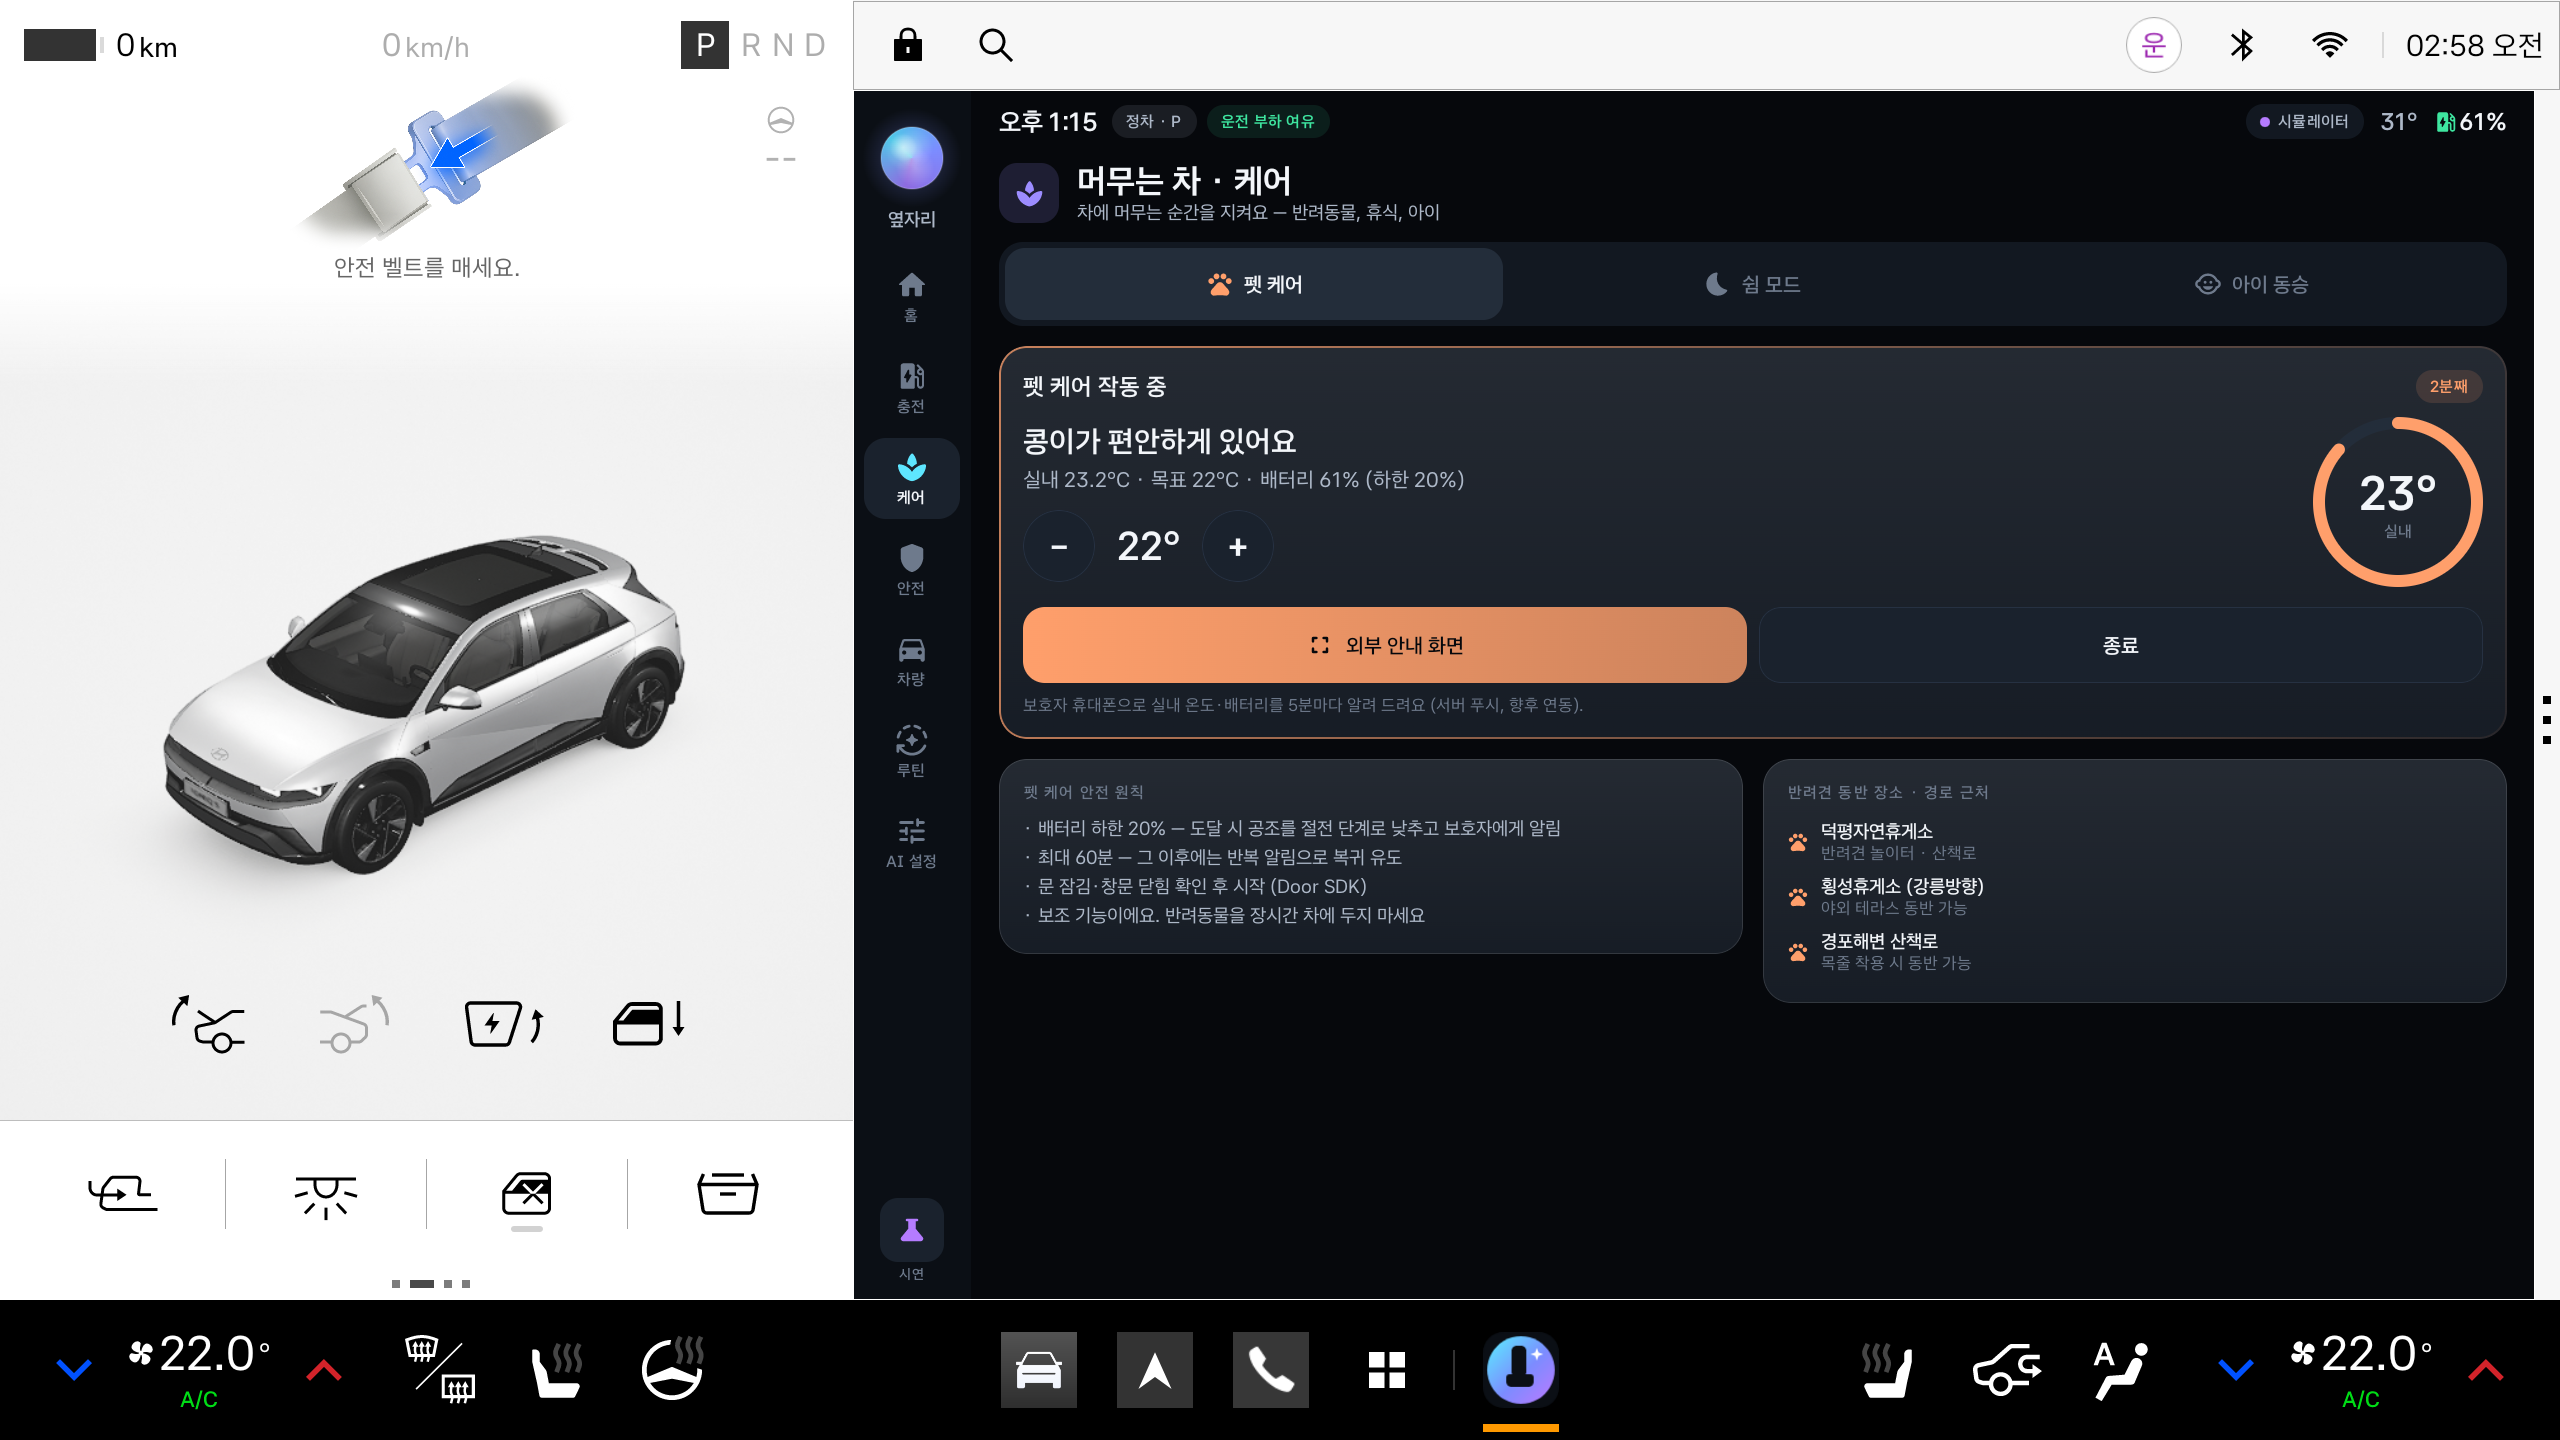 0 km
0 km/h
P R N D
안전 벨트를 매세요.
운
02:58 오전
옆자리
홈
충전
케어
안전
차량
루틴
AI 설정
시연
오후 1:15
정차 · P
운전 부하 여유
시뮬레이터
31°
61%
머무는 차 · 케어
차에 머무는 순간을 지켜요 — 반려동물, 휴식, 아이
펫 케어
쉼 모드
아이 동승
펫 케어 작동 중
2분째
콩이가 편안하게 있어요
실내 23.2°C · 목표 22°C · 배터리 61% (하한 20%)
− 22° +
23°
실내
외부 안내 화면
종료
보호자 휴대폰으로 실내 온도·배터리를 5분마다 알려 드려요 (서버 푸시, 향후 연동).
펫 케어 안전 원칙
· 배터리 하한 20% — 도달 시 공조를 절전 단계로 낮추고 보호자에게 알림
· 최대 60분 — 그 이후에는 반복 알림으로 복귀 유도
· 문 잠김·창문 닫힘 확인 후 시작 (Door SDK)
· 보조 기능이에요. 반려동물을 장시간 차에 두지 마세요
반려견 동반 장소 · 경로 근처
덕평자연휴게소
반려견 놀이터 · 산책로
횡성휴게소 (강릉방향)
야외 테라스 동반 가능
경포해변 산책로
목줄 착용 시 동반 가능
22.0°
A/C
A
22.0°
A/C